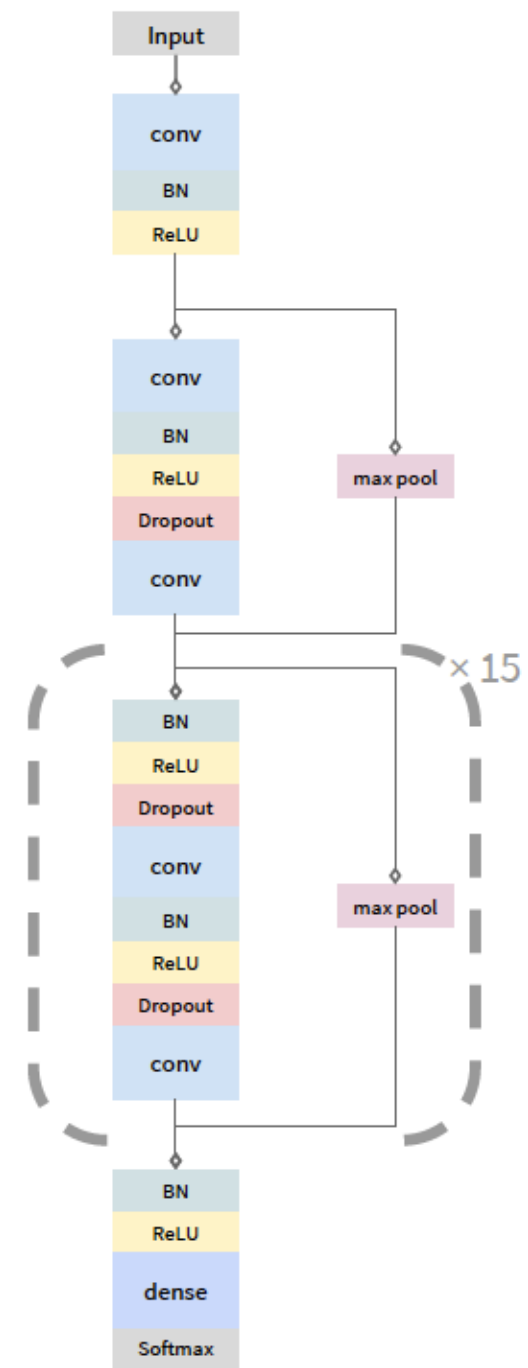 Input
conv
BN
ReLU
conv
BN
ReLU
max pool
Dropout
conv
× 15
BN
ReLU
Dropout
conv
max pool
BN
ReLU
Dropout
conv
BN
ReLU
dense
Softmax